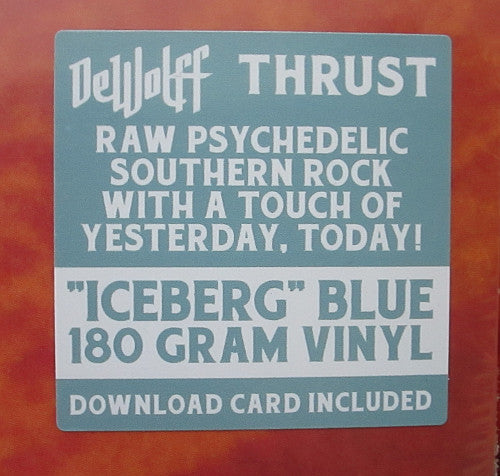 DeWolff THRUST
RAW PSYCHEDELIC
SOUTHERN ROCK
WITH A TOUCH OF
YESTERDAY, TODAY!
"ICEBERG" BLUE
180 GRAM VINYL
DOWNLOAD CARD INCLUDED